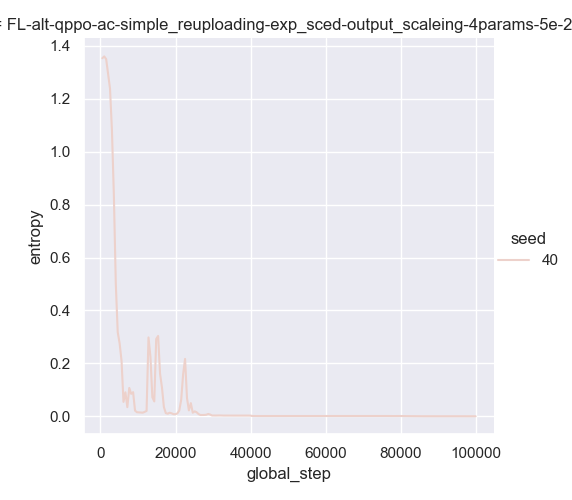 = FL-alt-qppo-ac-simple_reuploading-exp_sced-output_scaleing-4params-5e-2
1.4
1.2
1.0
0.8
0.6
0.4
0.2
0.0
entropy
0 20000 40000 60000 80000 100000
global_step
seed
40